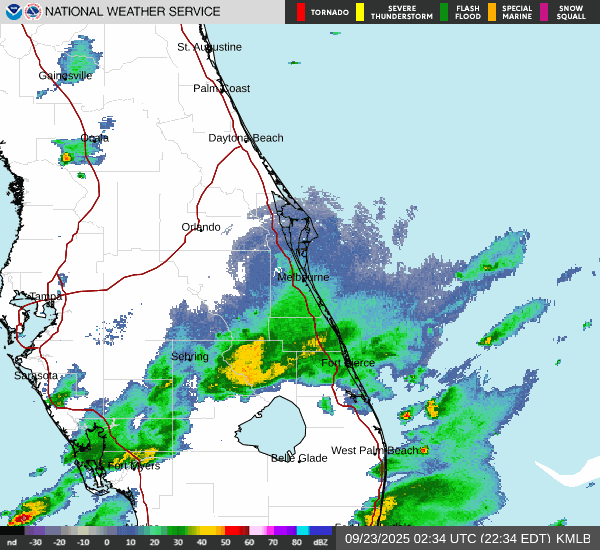 NATIONAL WEATHER SERVICE
TORNADO
SEVERE
THUNDERSTORM
FLASH
FLOOD
SPECIAL
MARINE
SNOW
SQUALL
St. Augustine
Gainesville
Palm Coast
Ocala
Daytona Beach
Orlando
Melbourne
Tampa
Sebring
Fort Pierce
Sarasota
West Palm Beach
Belle Glade
Fort Myers
nd -30 -20 -10 0 10 20 30 40 50 60 70 80 dBZ
09/23/2025 02:34 UTC (22:34 EDT) KMLB